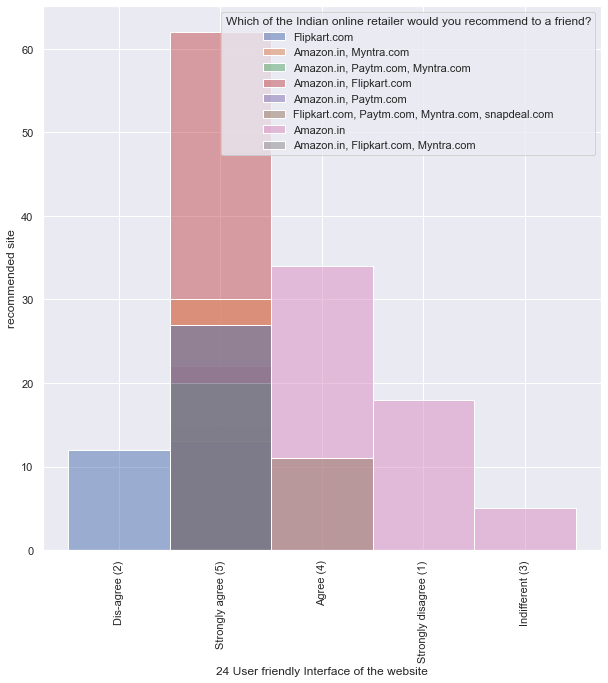 Which of the Indian online retailer would you recommend to a friend?
Flipkart.com
Amazon.in, Myntra.com
Amazon.in, Paytm.com, Myntra.com
Amazon.in, Flipkart.com
Amazon.in, Paytm.com
Flipkart.com, Paytm.com, Myntra.com, snapdeal.com
Amazon.in
Amazon.in, Flipkart.com, Myntra.com
recommended site
60
50
40
30
20
10
0
Dis-agree (2)
Strongly agree (5)
Agree (4)
Strongly disagree (1)
Indifferent (3)
24 User friendly Interface of the website